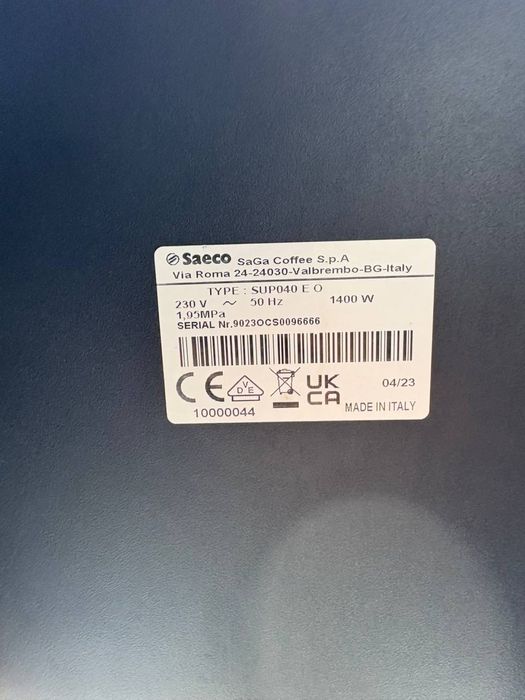 Saeco SaGa Coffee S.p.A
Via Roma 24-24030-Valbrembo-BG-Italy
TYPE : SUP040 E O
230 V ~ 50 Hz 1400 W
1,95MPa
SERIAL Nr.9023OCS0096666
CE DVE UK CA 04/23
10000044 MADE IN ITALY